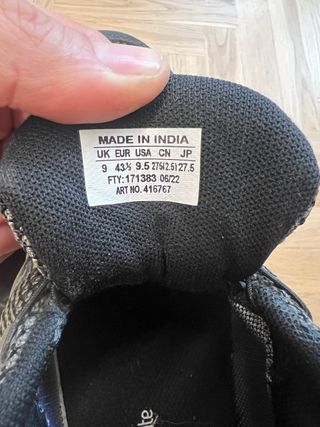 MADE IN INDIA
UK EUR USA CN JP
9 43⅓ 9.5 275(2.5) 27.5
FTY:171383 06/22
ART NO. 416767